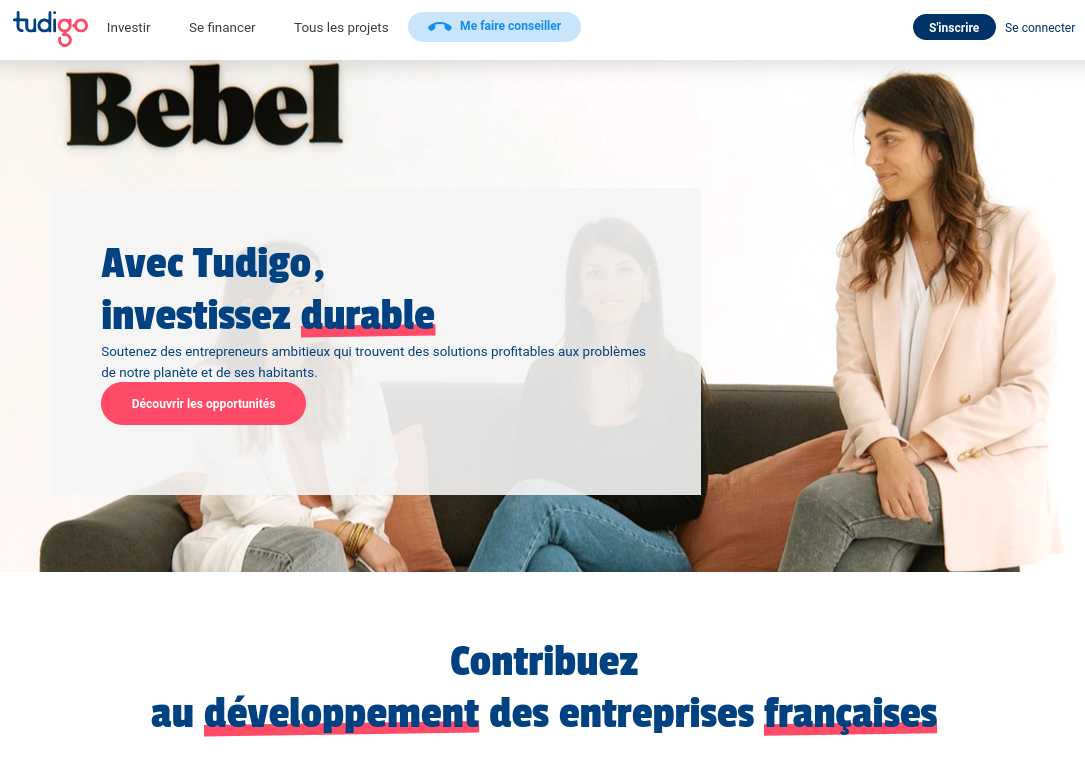 tudigo
Investir
Se financer
Tous les projets
Me faire conseiller
S'inscrire
Se connecter
Bebel
Avec Tudigo,
investissez durable
Soutenez des entrepreneurs ambitieux qui trouvent des solutions profitables aux problèmes
de notre planète et de ses habitants.
Découvrir les opportunités
Contribuez
au développement des entreprises françaises